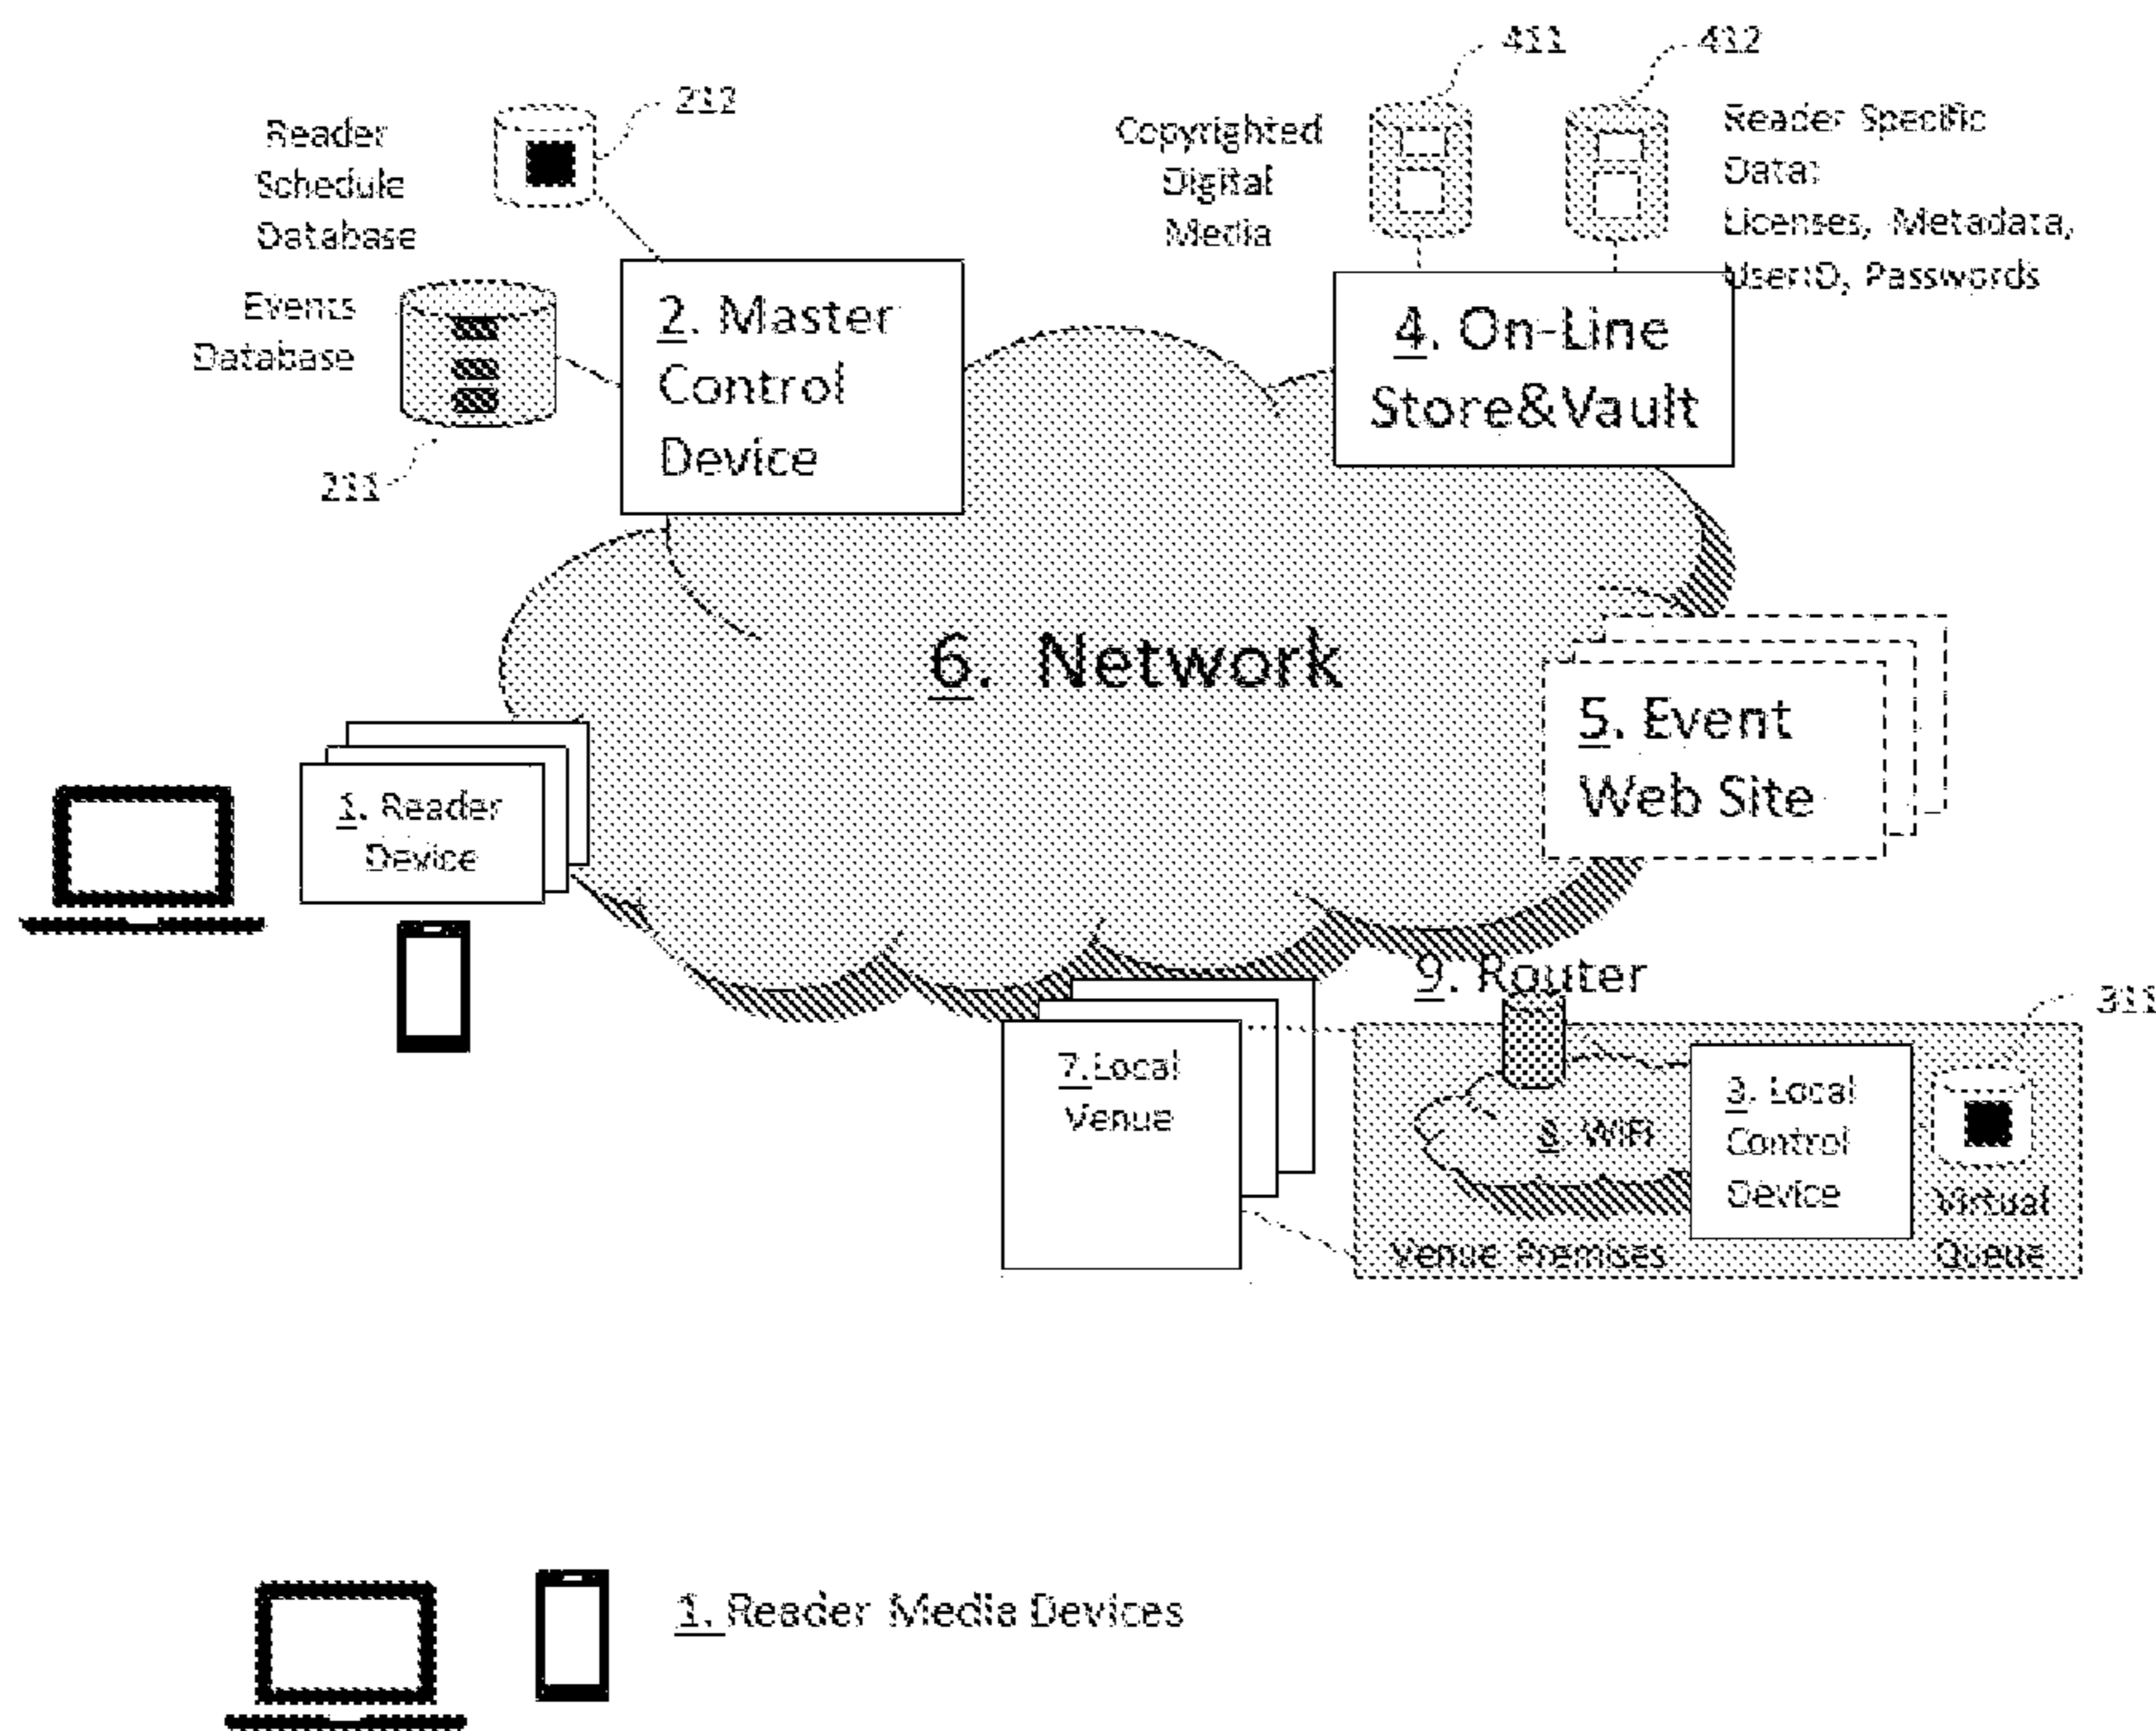 411
412
212
Reader
Schedule
Database
Copyrighted
Digital
Media
Reader Specific
Data:
Licenses, Metadata,
UserID, Passwords
Events
Database
211
2. Master
Control
Device
4. On-Line
Store&Vault
6. Network
5. Event
Web Site
1. Reader
Device
9. Router
311
7.Local
Venue
8. WiFi
3. Local
Control
Device
Virtual
Queue
Venue Premises
1. Reader Media Devices